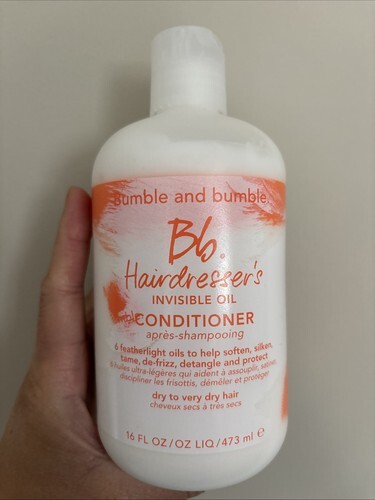 Bumble and bumble.
Bb.
Hairdresser's
INVISIBLE OIL
CONDITIONER
après-shampooing
6 featherlight oils to help soften, silken,
tame, de-frizz, detangle and protect
6 huiles ultra-légères qui aident à assouplir, satiner,
discipliner les frisottis, démêler et protéger
dry to very dry hair
cheveux secs à très secs
16 FL OZ/OZ LIQ/473 ml ℮